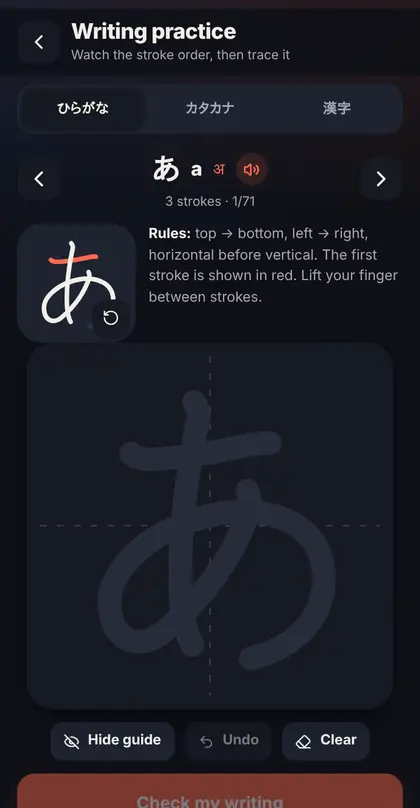 Writing practice
Watch the stroke order, then trace it
ひらがな カタカナ 漢字
あ a अ
3 strokes · 1/71
Rules: top → bottom, left → right,
horizontal before vertical. The first
stroke is shown in red. Lift your finger
between strokes.
あ
あ
Hide guide Undo Clear
Check my writing